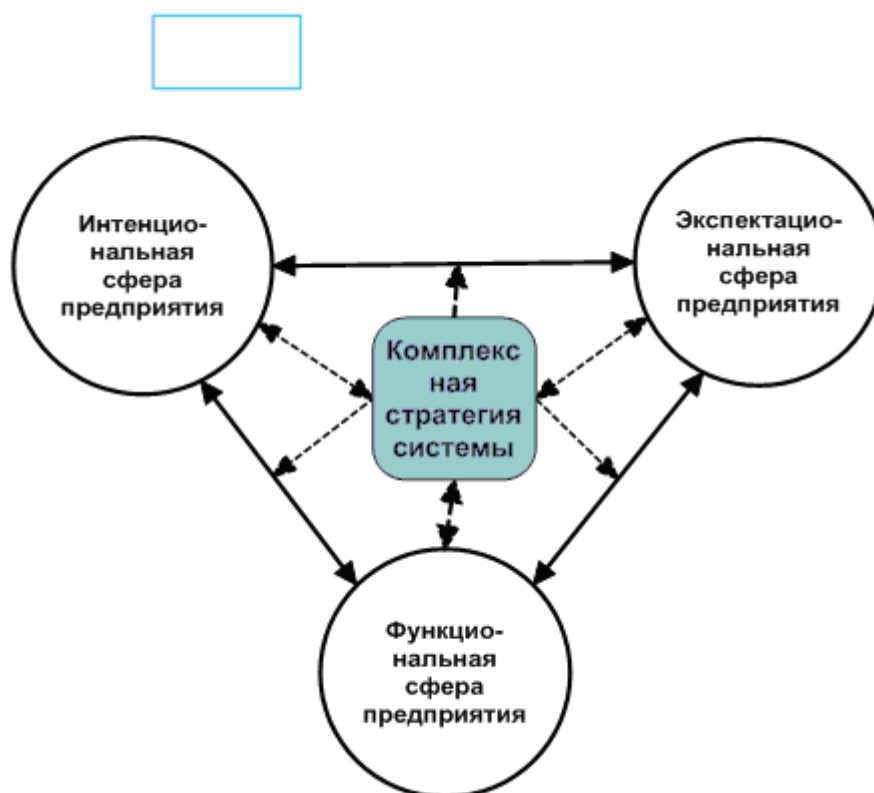 Интенцио-
нальная
сфера
предприятия
Экспектацио-
нальная
сфера
предприятия
Комплекс
ная
стратегия
системы
Функцио-
нальная
сфера
предприятия